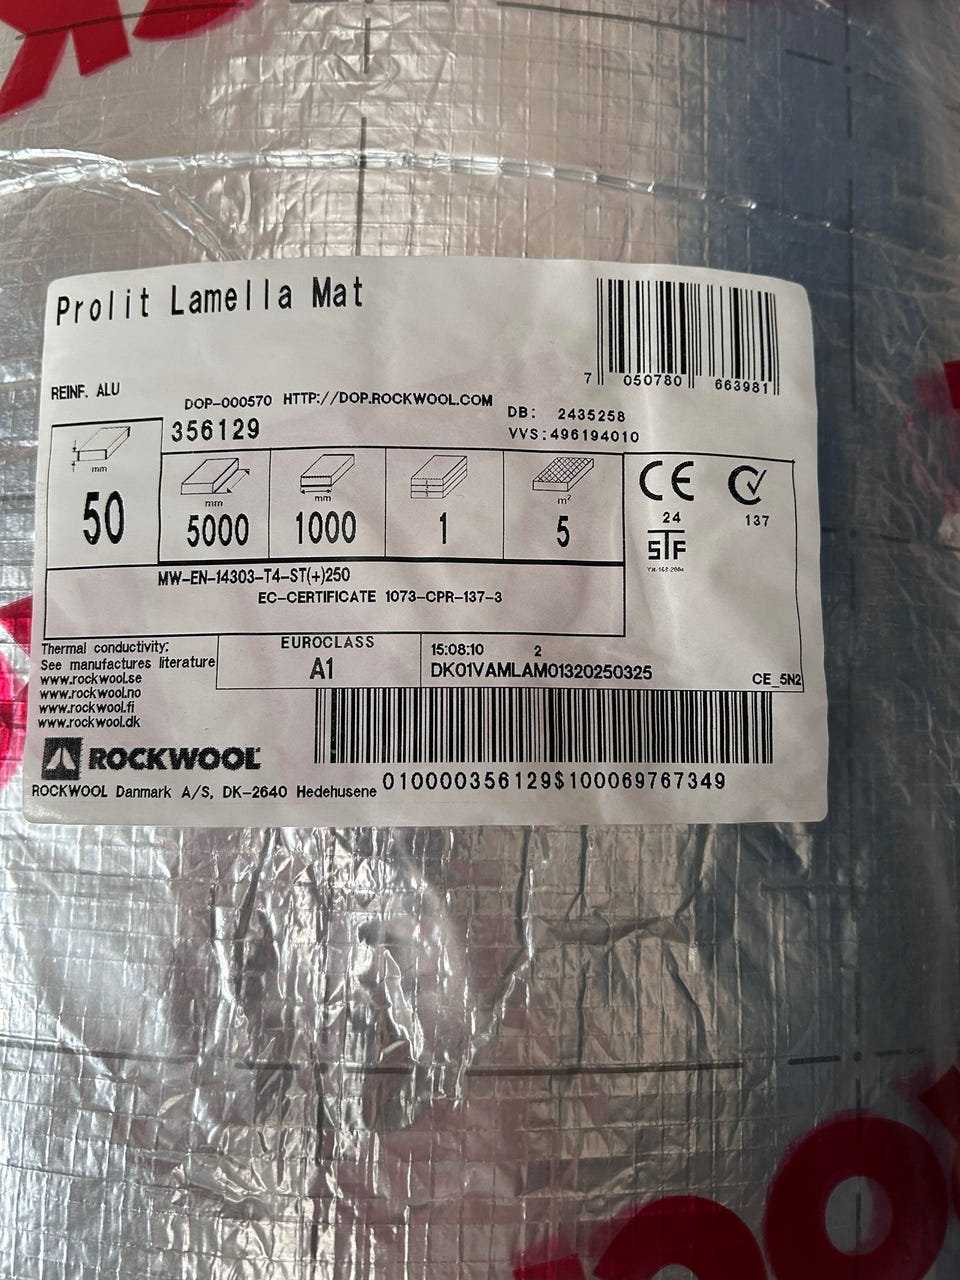 Prolit Lamella Mat
7 050780 663981
REINF. ALU
DOP-000570 HTTP://DOP.ROCKWOOL.COM
DB: 2435258
356129
VVS:496194010
mm
50
mm
5000
mm
1000
1
m²
5
CE
24
137
STF
MW-EN-14303-T4-ST(+)250
EC-CERTIFICATE 1073-CPR-137-3
Thermal conductivity:
See manufactures literature
www.rockwool.se
www.rockwool.no
www.rockwool.fi
www.rockwool.dk
EUROCLASS
A1
15:08:10 2
DK01VAMLAM01320250325
CE_5N2
ROCKWOOL
ROCKWOOL Danmark A/S, DK-2640 Hedehusene
010000356129$100069767349